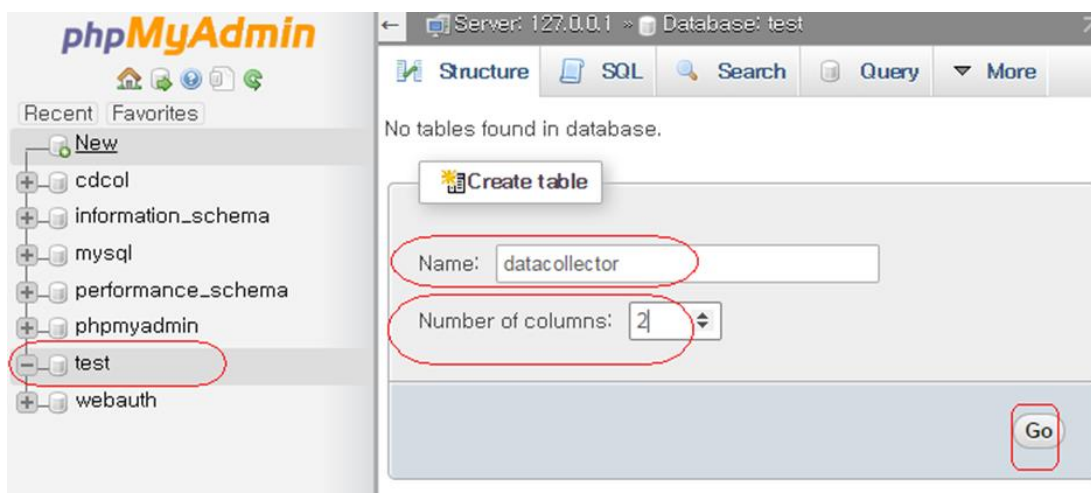 phpMyAdmin
Recent Favorites
New
cdcol
information_schema
mysql
performance_schema
phpmyadmin
test
webauth
Server: 127.0.0.1 » Database: test
Structure SQL Search Query More
No tables found in database.
Create table
Name: datacollector
Number of columns: 2
Go